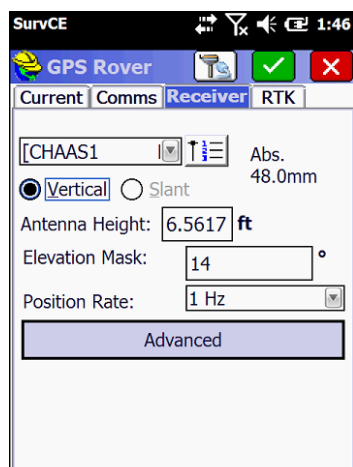 SurvCE 1:46
GPS Rover
Current Comms Receiver RTK
[CHAAS1
Abs.
48.0mm
Vertical Slant
Antenna Height: 6.5617 ft
Elevation Mask: 14 °
Position Rate: 1 Hz
Advanced